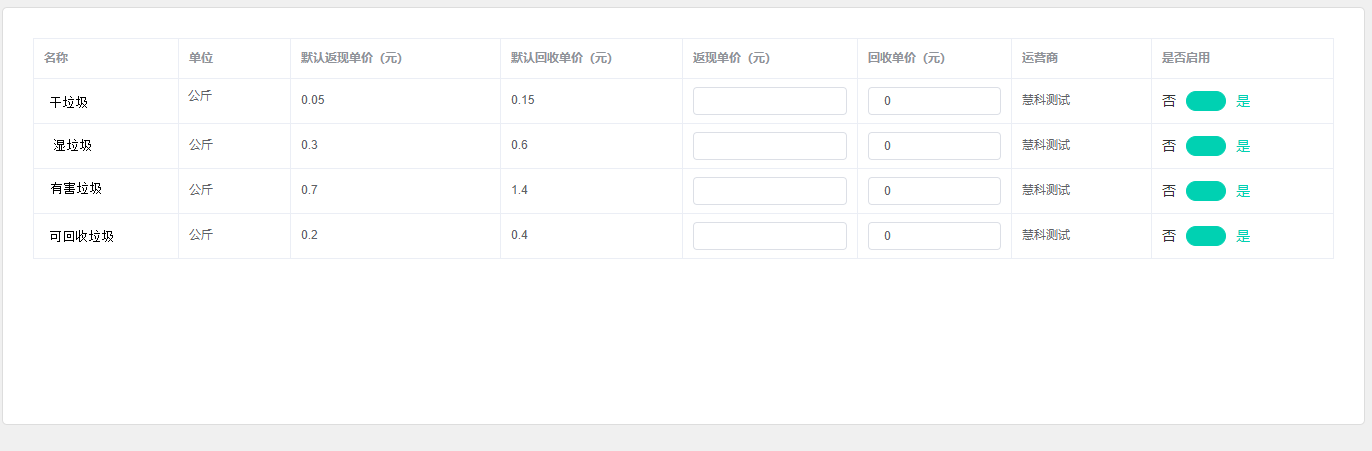 名称 单位 默认返现单价（元） 默认回收单价（元） 返现单价（元） 回收单价（元） 运营商 是否启用
干垃圾 公斤 0.05 0.15 0 慧科测试 否 是
湿垃圾 公斤 0.3 0.6 0 慧科测试 否 是
有害垃圾 公斤 0.7 1.4 0 慧科测试 否 是
可回收垃圾 公斤 0.2 0.4 0 慧科测试 否 是